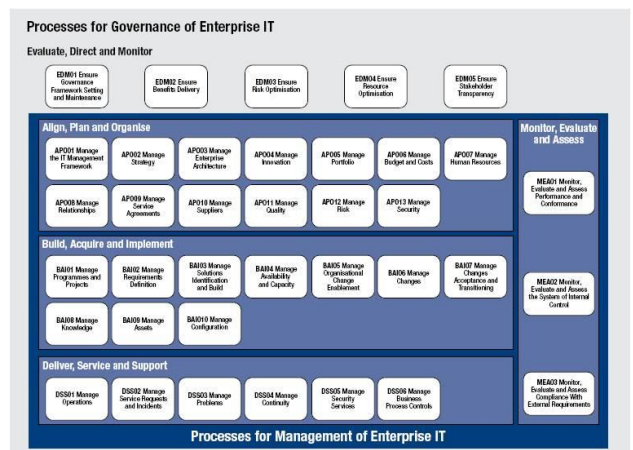 Processes for Governance of Enterprise IT
Evaluate, Direct and Monitor
EDM01 Ensure
Governance
Framework Setting
and Maintenance
EDM02 Ensure
Benefits Delivery
EDM03 Ensure
Risk Optimisation
EDM04 Ensure
Resource
Optimisation
EDM05 Ensure
Stakeholder
Transparency
Align, Plan and Organise
APO01 Manage
the IT Management
Framework
APO02 Manage
Strategy
APO03 Manage
Enterprise
Architecture
APO04 Manage
Innovation
APO05 Manage
Portfolio
APO06 Manage
Budget and Costs
APO07 Manage
Human Resources
APO08 Manage
Relationships
APO09 Manage
Service
Agreements
APO10 Manage
Suppliers
APO11 Manage
Quality
APO12 Manage
Risk
APO13 Manage
Security
Build, Acquire and Implement
BAI01 Manage
Programmes and
Projects
BAI02 Manage
Requirements
Definition
BAI03 Manage
Solutions
Identification
and Build
BAI04 Manage
Availability
and Capacity
BAI05 Manage
Organisational
Change
Enablement
BAI06 Manage
Changes
BAI07 Manage
Changes
Acceptance and
Transitioning
BAI08 Manage
Knowledge
BAI09 Manage
Assets
BAIO10 Manage
Configuration
Deliver, Service and Support
DSS01 Manage
Operations
DSS02 Manage
Service Requests
and Incidents
DSS03 Manage
Problems
DSS04 Manage
Continuity
DSS05 Manage
Security
Services
DSS06 Manage
Business
Process Controls
Monitor, Evaluate
and Assess
MEA01 Monitor,
Evaluate and Assess
Performance and
Conformance
MEA02 Monitor,
Evaluate and Assess
the System of Internal
Control
MEA03 Monitor,
Evaluate and Assess
Compliance With
External Requirements
Processes for Management of Enterprise IT